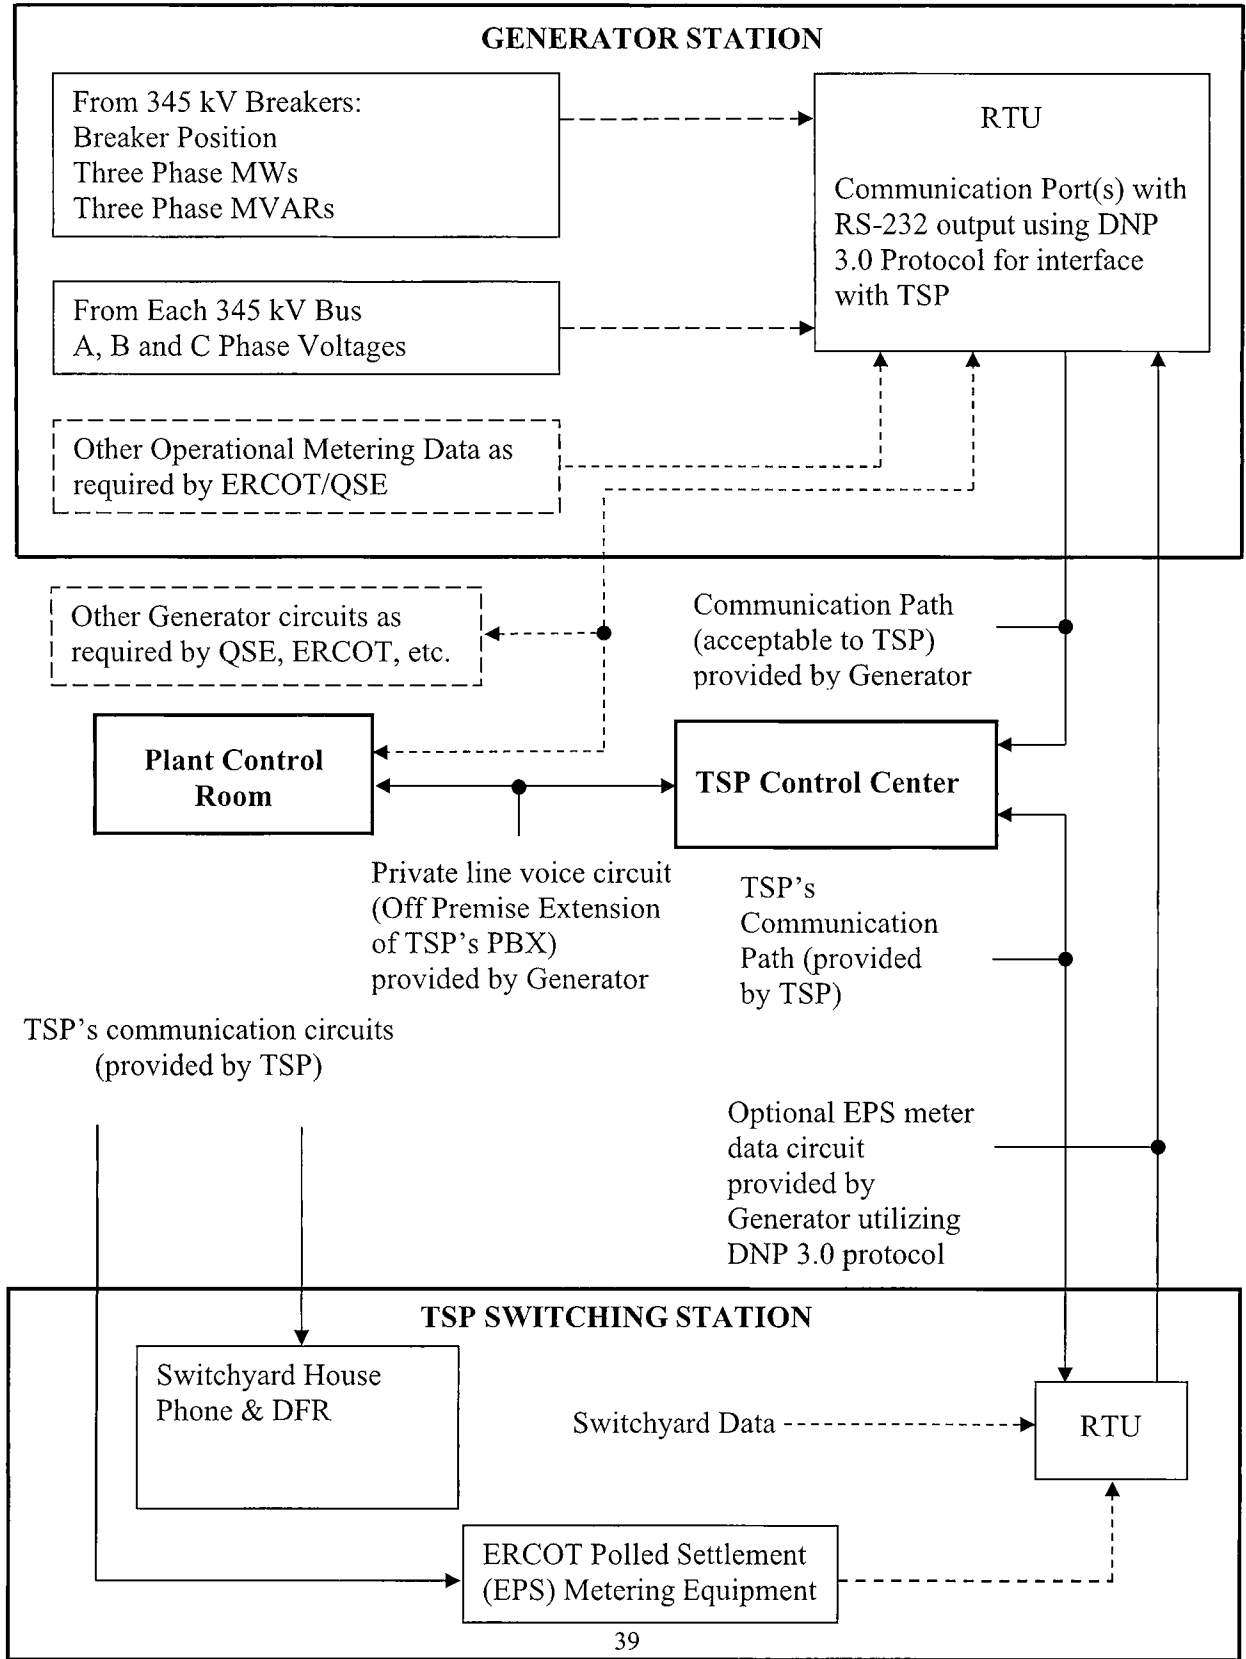 GENERATOR STATION
From 345 kV Breakers:
Breaker Position
Three Phase MWs
Three Phase MVARs
RTU
Communication Port(s) with
RS-232 output using DNP
3.0 Protocol for interface
with TSP
From Each 345 kV Bus
A, B and C Phase Voltages
Other Operational Metering Data as
required by ERCOT/QSE
Other Generator circuits as
required by QSE, ERCOT, etc.
Communication Path
(acceptable to TSP)
provided by Generator
Plant Control
Room
TSP Control Center
Private line voice circuit
(Off Premise Extension
of TSP’s PBX)
provided by Generator
TSP’s
Communication
Path (provided
by TSP)
TSP’s communication circuits
(provided by TSP)
Optional EPS meter
data circuit
provided by
Generator utilizing
DNP 3.0 protocol
TSP SWITCHING STATION
Switchyard House
Phone & DFR
Switchyard Data
RTU
ERCOT Polled Settlement
(EPS) Metering Equipment
39